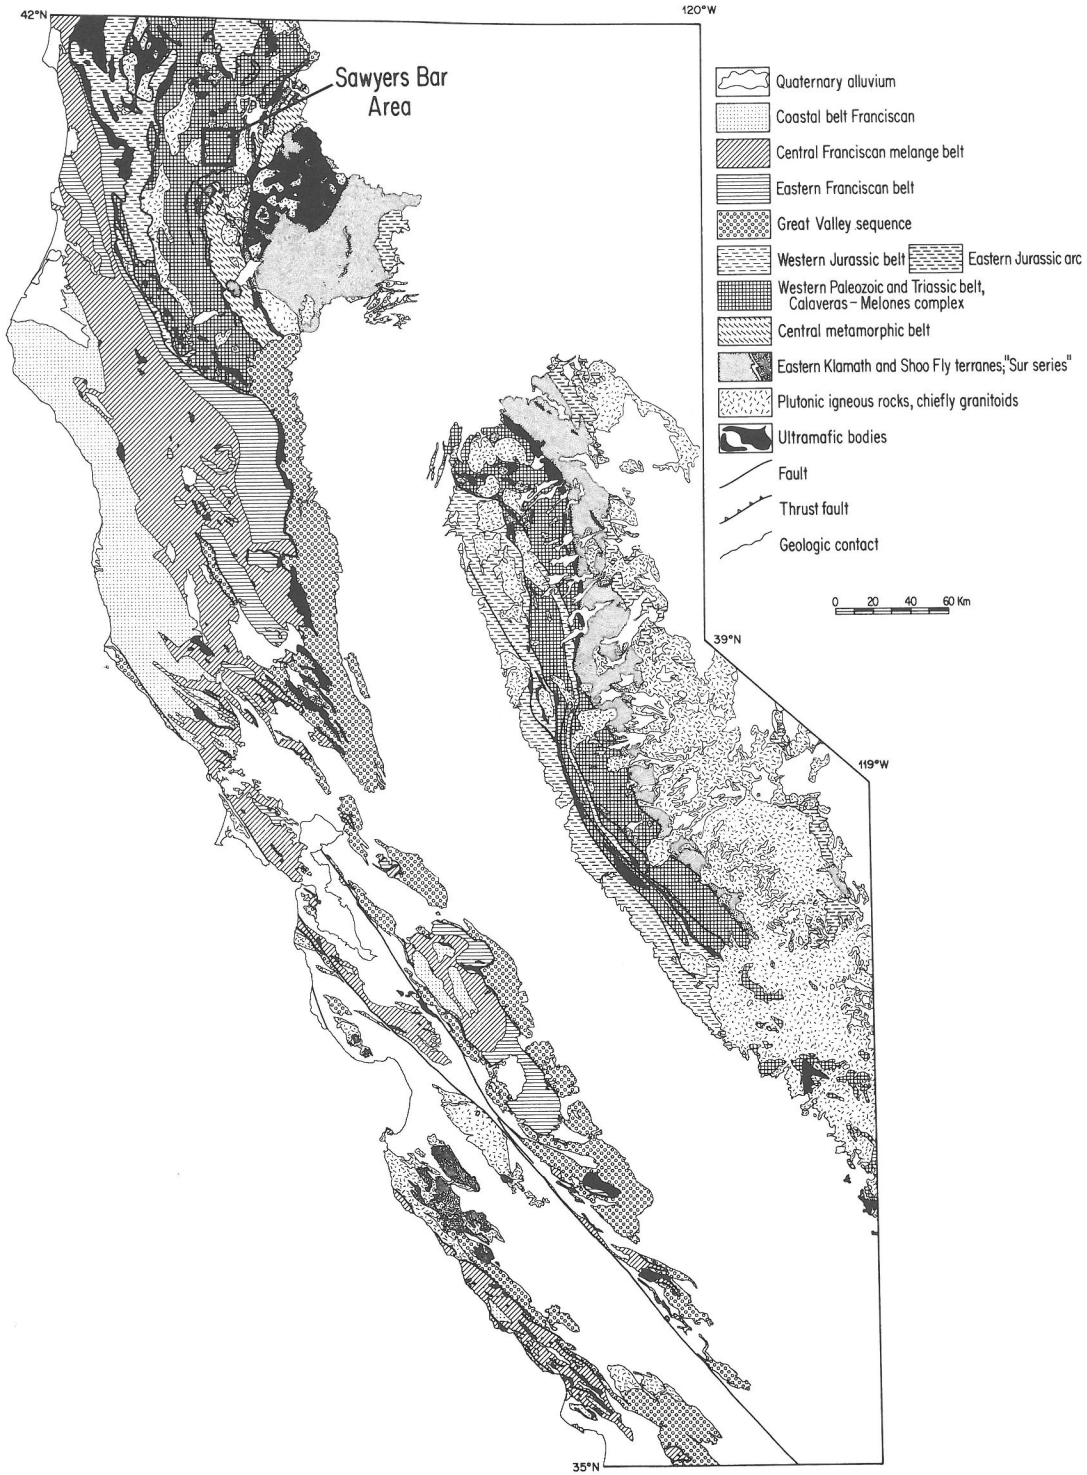 42°N
120°W
Sawyers Bar
Area
Quaternary alluvium
Coastal belt Franciscan
Central Franciscan melange belt
Eastern Franciscan belt
Great Valley sequence
Western Jurassic belt
Eastern Jurassic arc
Western Paleozoic and Triassic belt,
Calaveras - Melones complex
Central metamorphic belt
Eastern Klamath and Shoo Fly terranes; "Sur series"
Plutonic igneous rocks, chiefly granitoids
Ultramafic bodies
Fault
Thrust fault
Geologic contact
0 20 40 60 Km
39°N
119°W
35°N